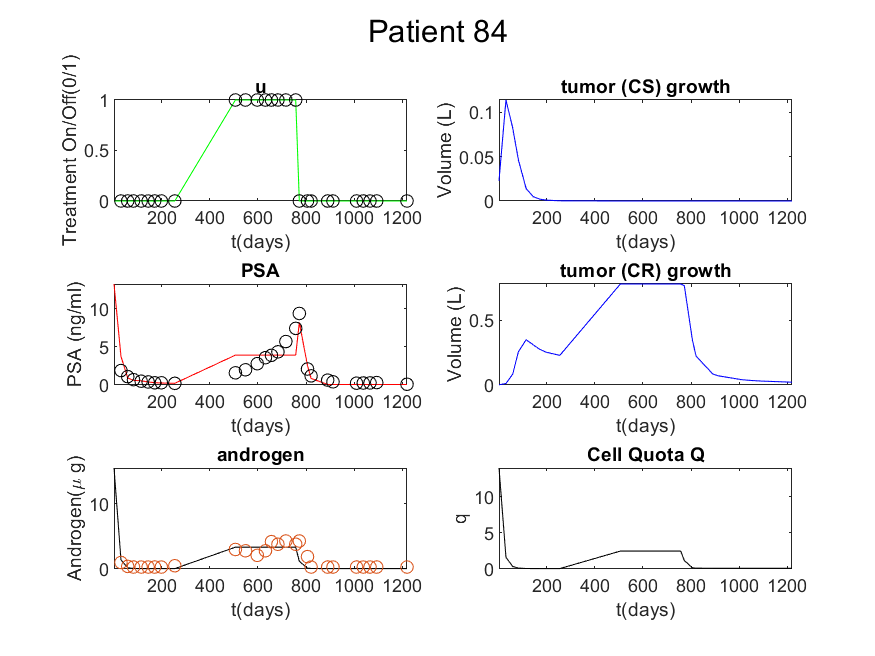 Patient 84
u
Treatment On/Off(0/1)
1
0.5
0
200 400 600 800 1000 1200
t(days)
tumor (CS) growth
Volume (L)
0.1
0.05
0
200 400 600 800 1000 1200
t(days)
PSA
PSA (ng/ml)
10
5
0
200 400 600 800 1000 1200
t(days)
tumor (CR) growth
Volume (L)
0.5
0
200 400 600 800 1000 1200
t(days)
androgen
Androgen(μ g)
10
0
200 400 600 800 1000 1200
t(days)
Cell Quota Q
q
10
5
0
200 400 600 800 1000 1200
t(days)